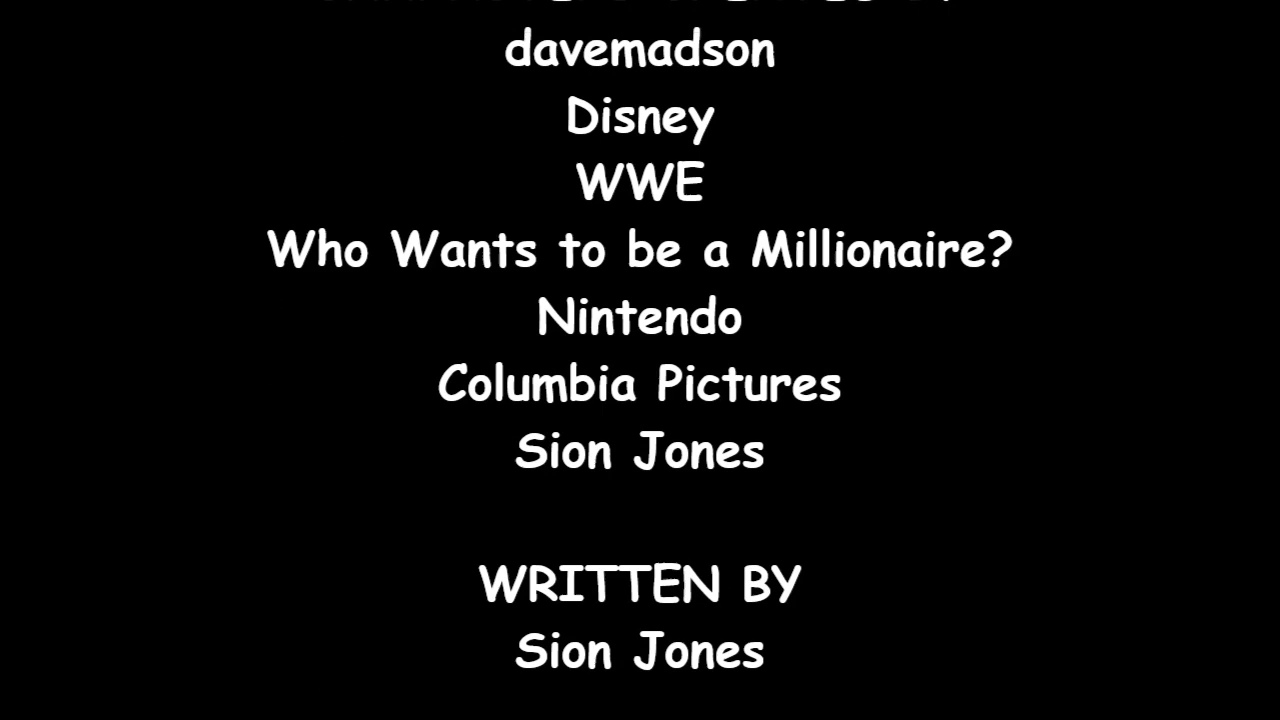 davemadson
Disney
WWE
Who Wants to be a Millionaire?
Nintendo
Columbia Pictures
Sion Jones
WRITTEN BY
Sion Jones